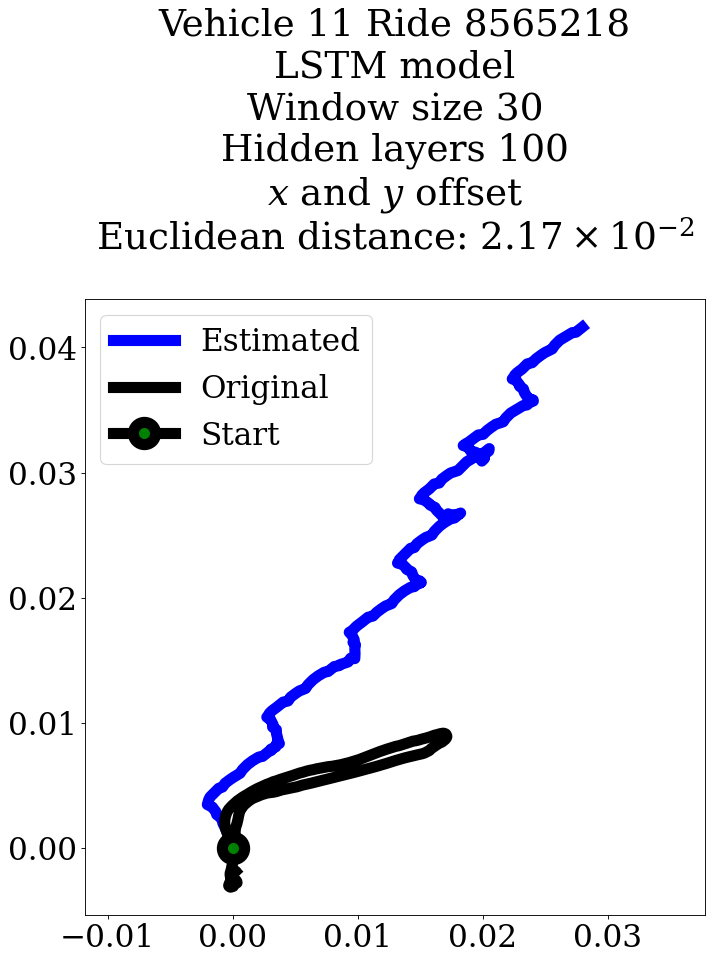 Vehicle 11 Ride 8565218
LSTM model
Window size 30
Hidden layers 100
x and y offset
Euclidean distance: 2.17 × 10⁻²
Estimated
Original
Start
0.04
0.03
0.02
0.01
0.00
−0.01 0.00 0.01 0.02 0.03